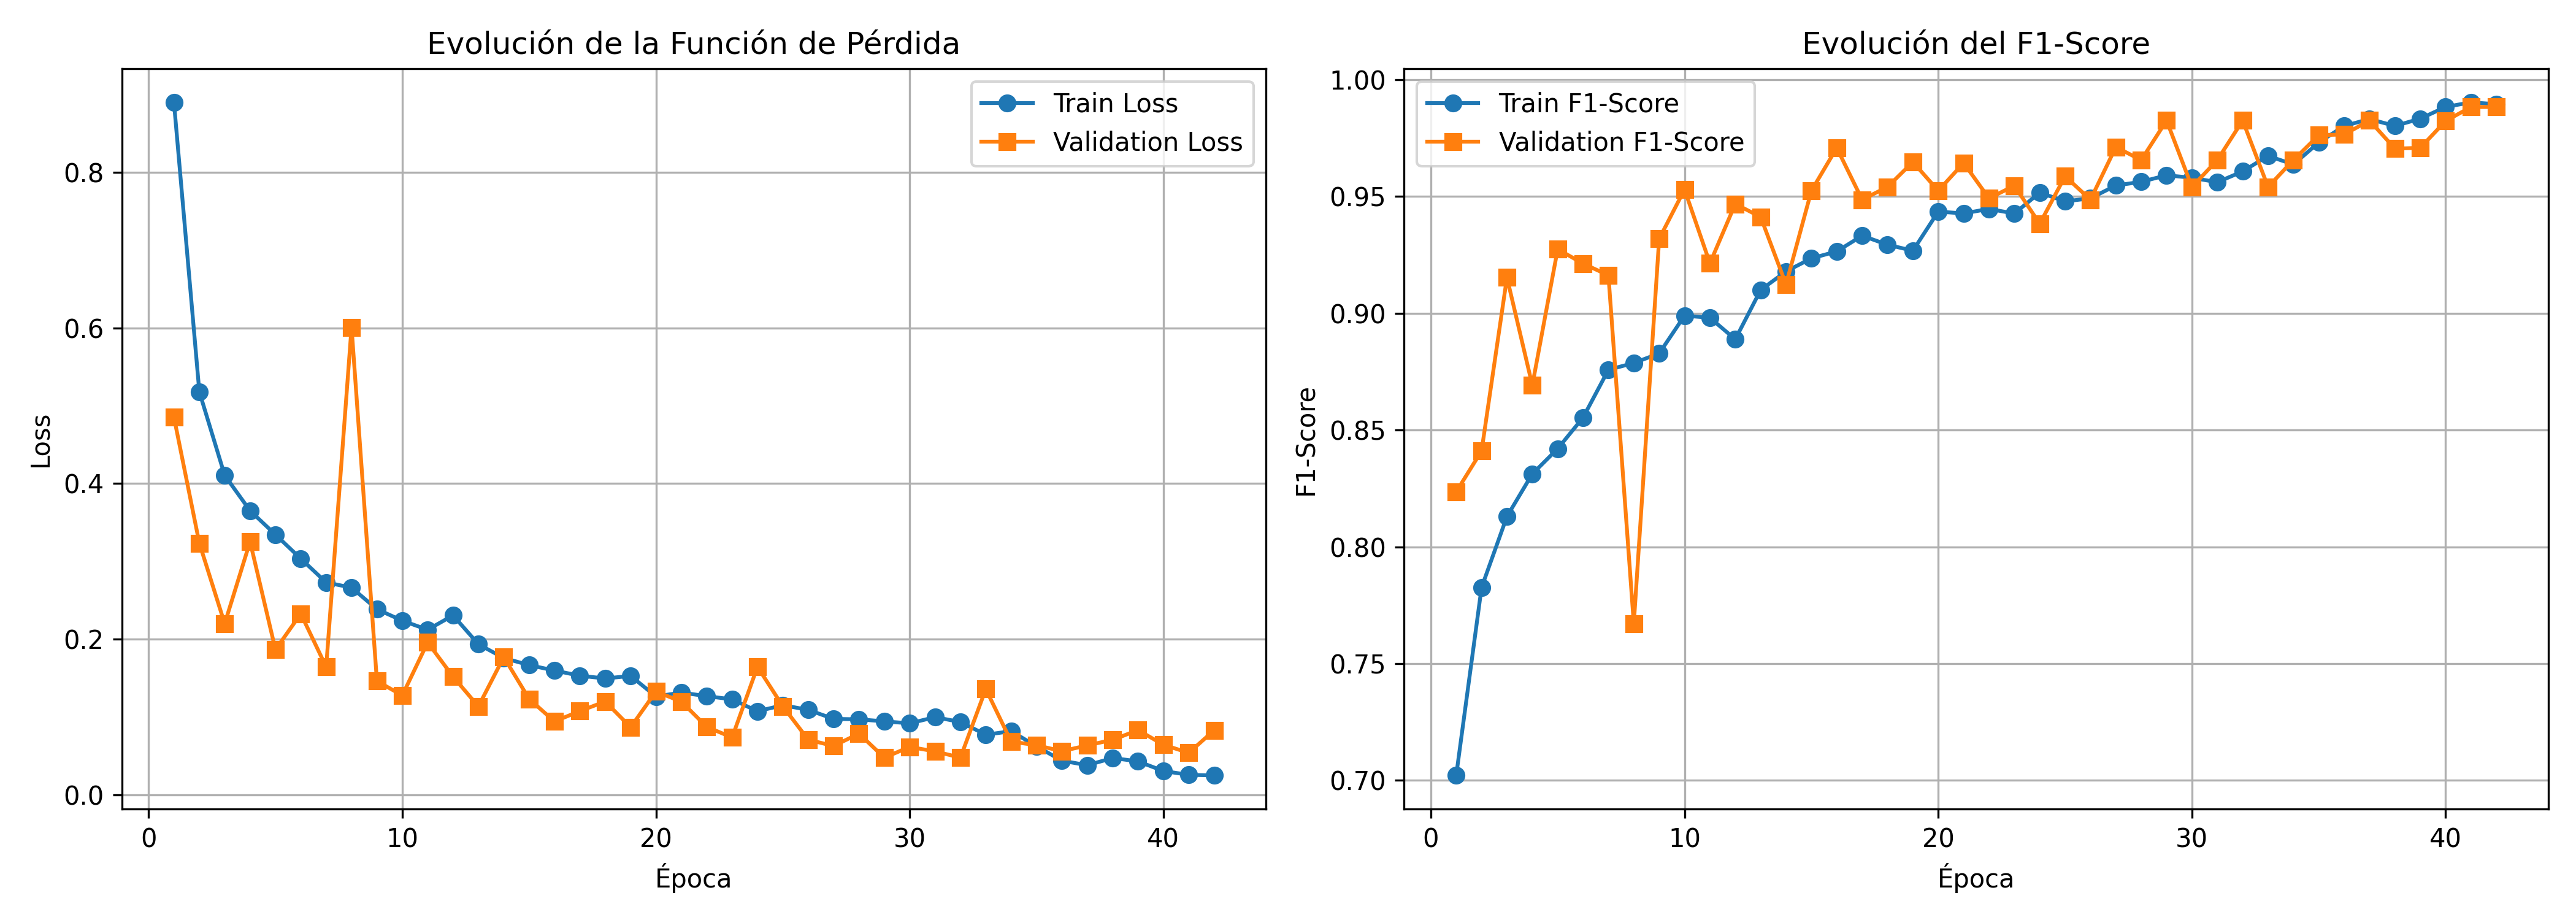 Evolución de la Función de Pérdida
Train Loss
Validation Loss
Loss
0.8
0.6
0.4
0.2
0.0
0 10 20 30 40
Época
Evolución del F1-Score
Train F1-Score
Validation F1-Score
F1-Score
1.00
0.95
0.90
0.85
0.80
0.75
0.70
0 10 20 30 40
Época